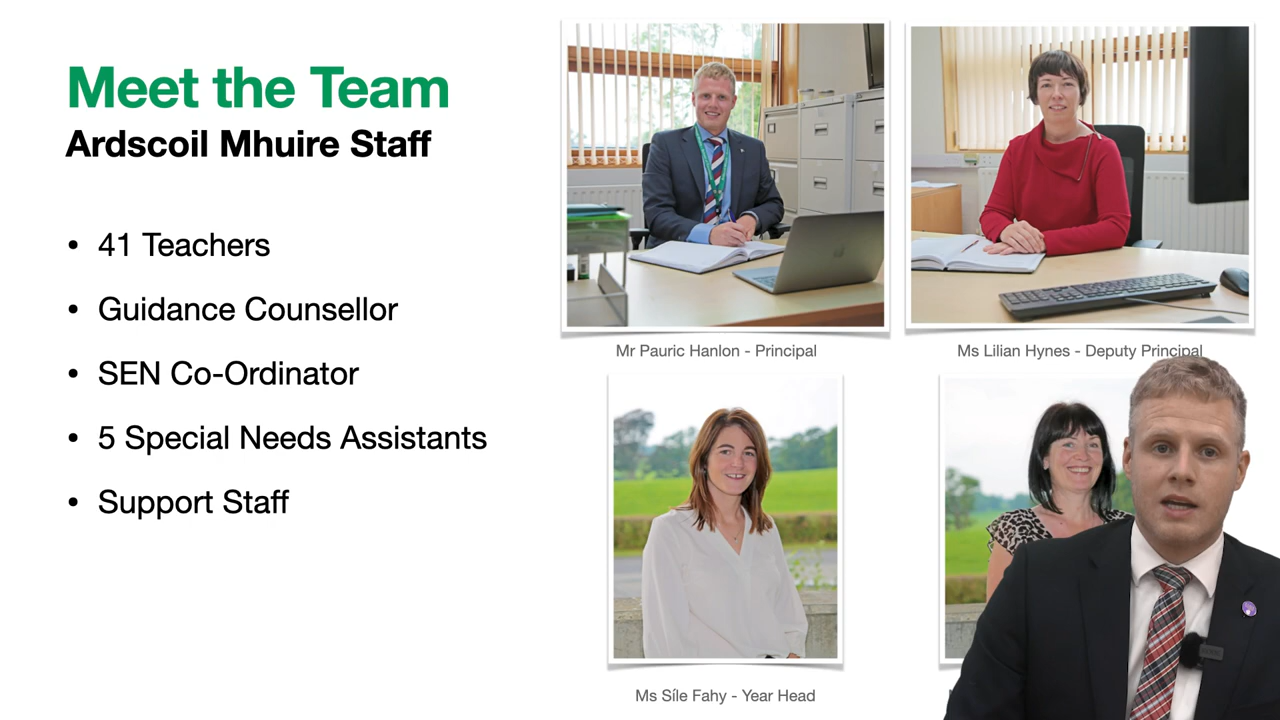 Meet the Team
Ardscoil Mhuire Staff
• 41 Teachers
• Guidance Counsellor
• SEN Co-Ordinator
• 5 Special Needs Assistants
• Support Staff
Mr Pauric Hanlon - Principal
Ms Lilian Hynes - Deputy Principal
Ms Síle Fahy - Year Head